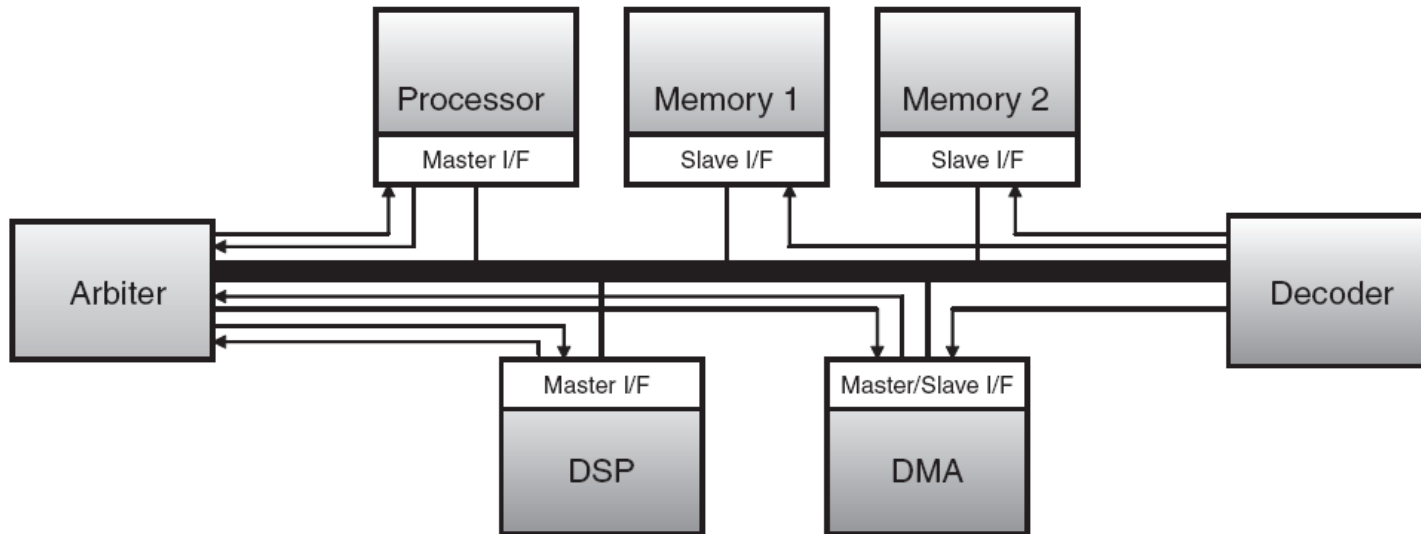 Processor
Memory 1
Memory 2
Master I/F
Slave I/F
Slave I/F
Arbiter
Decoder
Master I/F
Master/Slave I/F
DSP
DMA